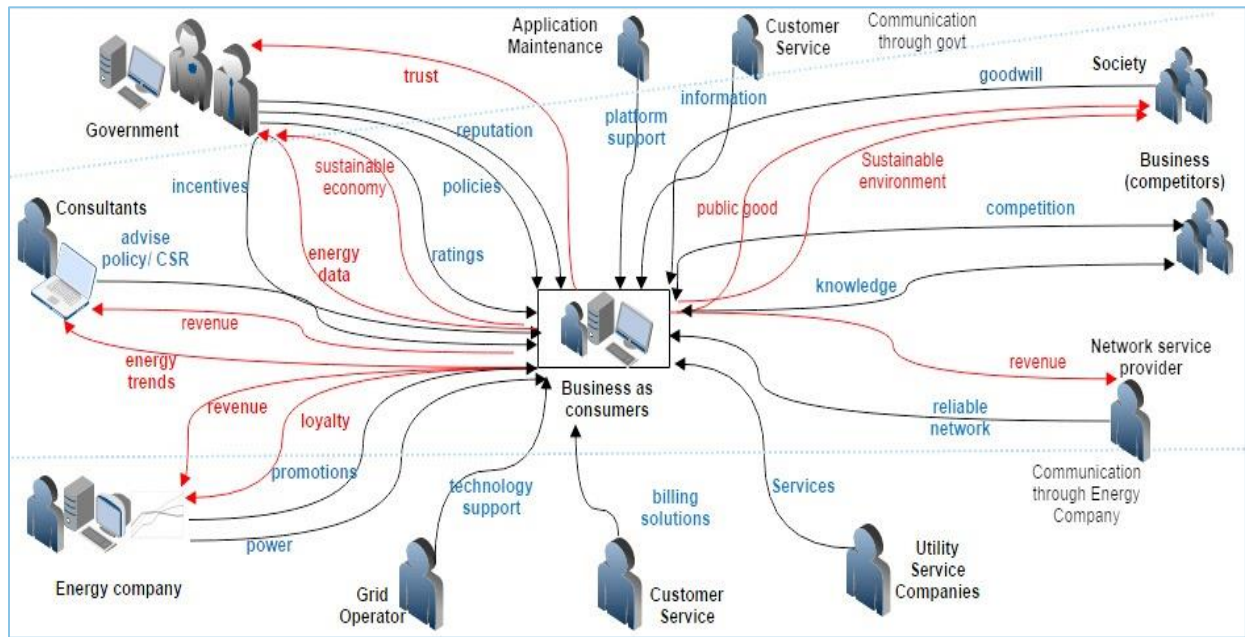 Application
Maintenance
Customer
Service
Communication
through govt
trust
goodwill
Society
information
platform
support
Government
reputation
incentives
sustainable
economy
policies
Sustainable
environment
Business
(competitors)
Consultants
advise
policy/ CSR
public good
competition
energy
data
ratings
knowledge
revenue
energy
trends
revenue
Network service
provider
revenue
loyalty
Business as
consumers
reliable
network
promotions
technology
support
billing
solutions
Services
Communication
through Energy
Company
power
Energy company
Grid
Operator
Customer
Service
Utility
Service
Companies